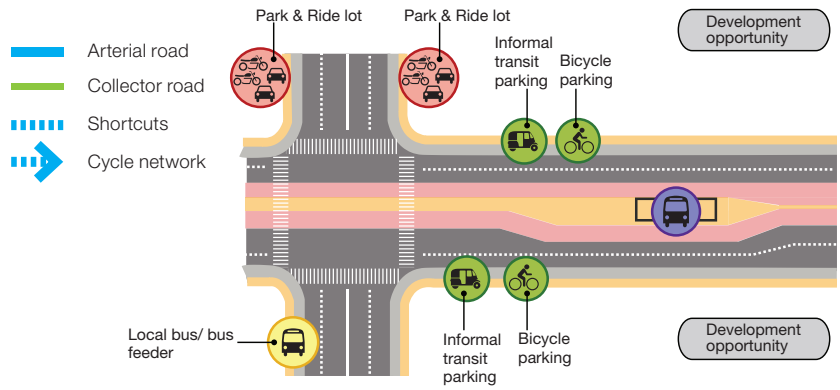 Park & Ride lot
Park & Ride lot
Development
opportunity
Arterial road
Collector road
Shortcuts
Cycle network
Informal
transit
parking
Bicycle
parking
Local bus/ bus
feeder
Informal
transit
parking
Bicycle
parking
Development
opportunity